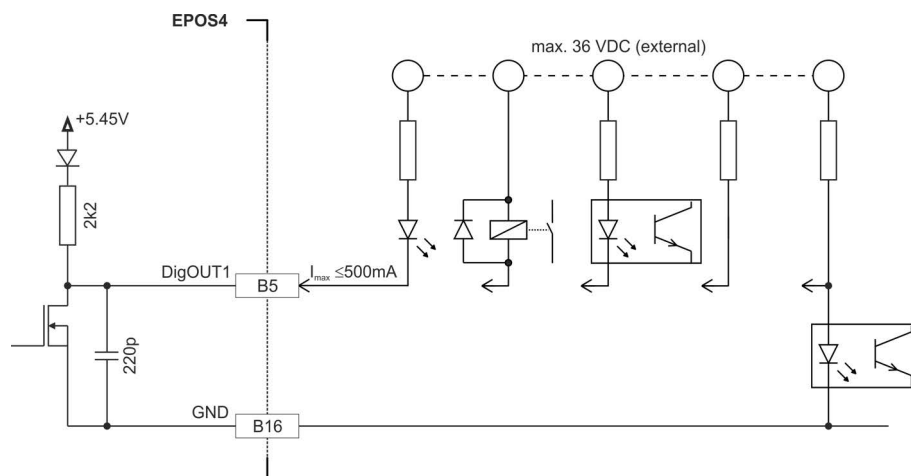 EPOS4
max. 36 VDC (external)
+5.45V
2k2
DigOUT1
B5
Imax ≤500mA
220p
GND
B16